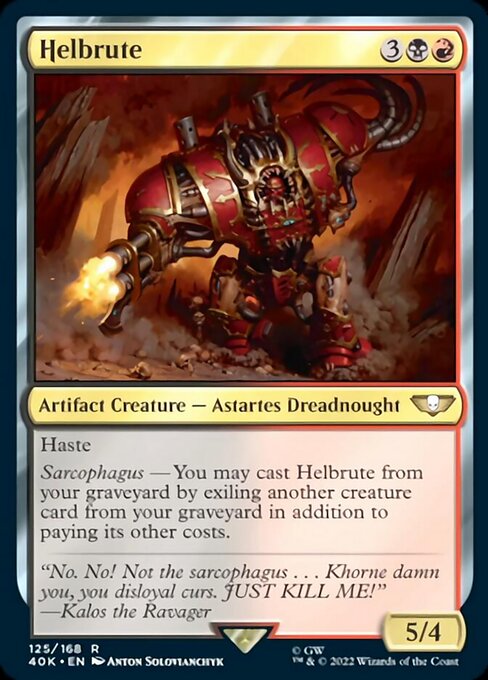 Helbrute 3
Artifact Creature — Astartes Dreadnought
Haste
Sarcophagus — You may cast Helbrute from
your graveyard by exiling another creature
card from your graveyard in addition to
paying its other costs.
“No. No! Not the sarcophagus . . . Khorne damn
you, you disloyal curs. JUST KILL ME!”
—Kalos the Ravager
5/4
125/168 R
40K • EN Anton Solovianchyk
© GW
™ & © 2022 Wizards of the Coast